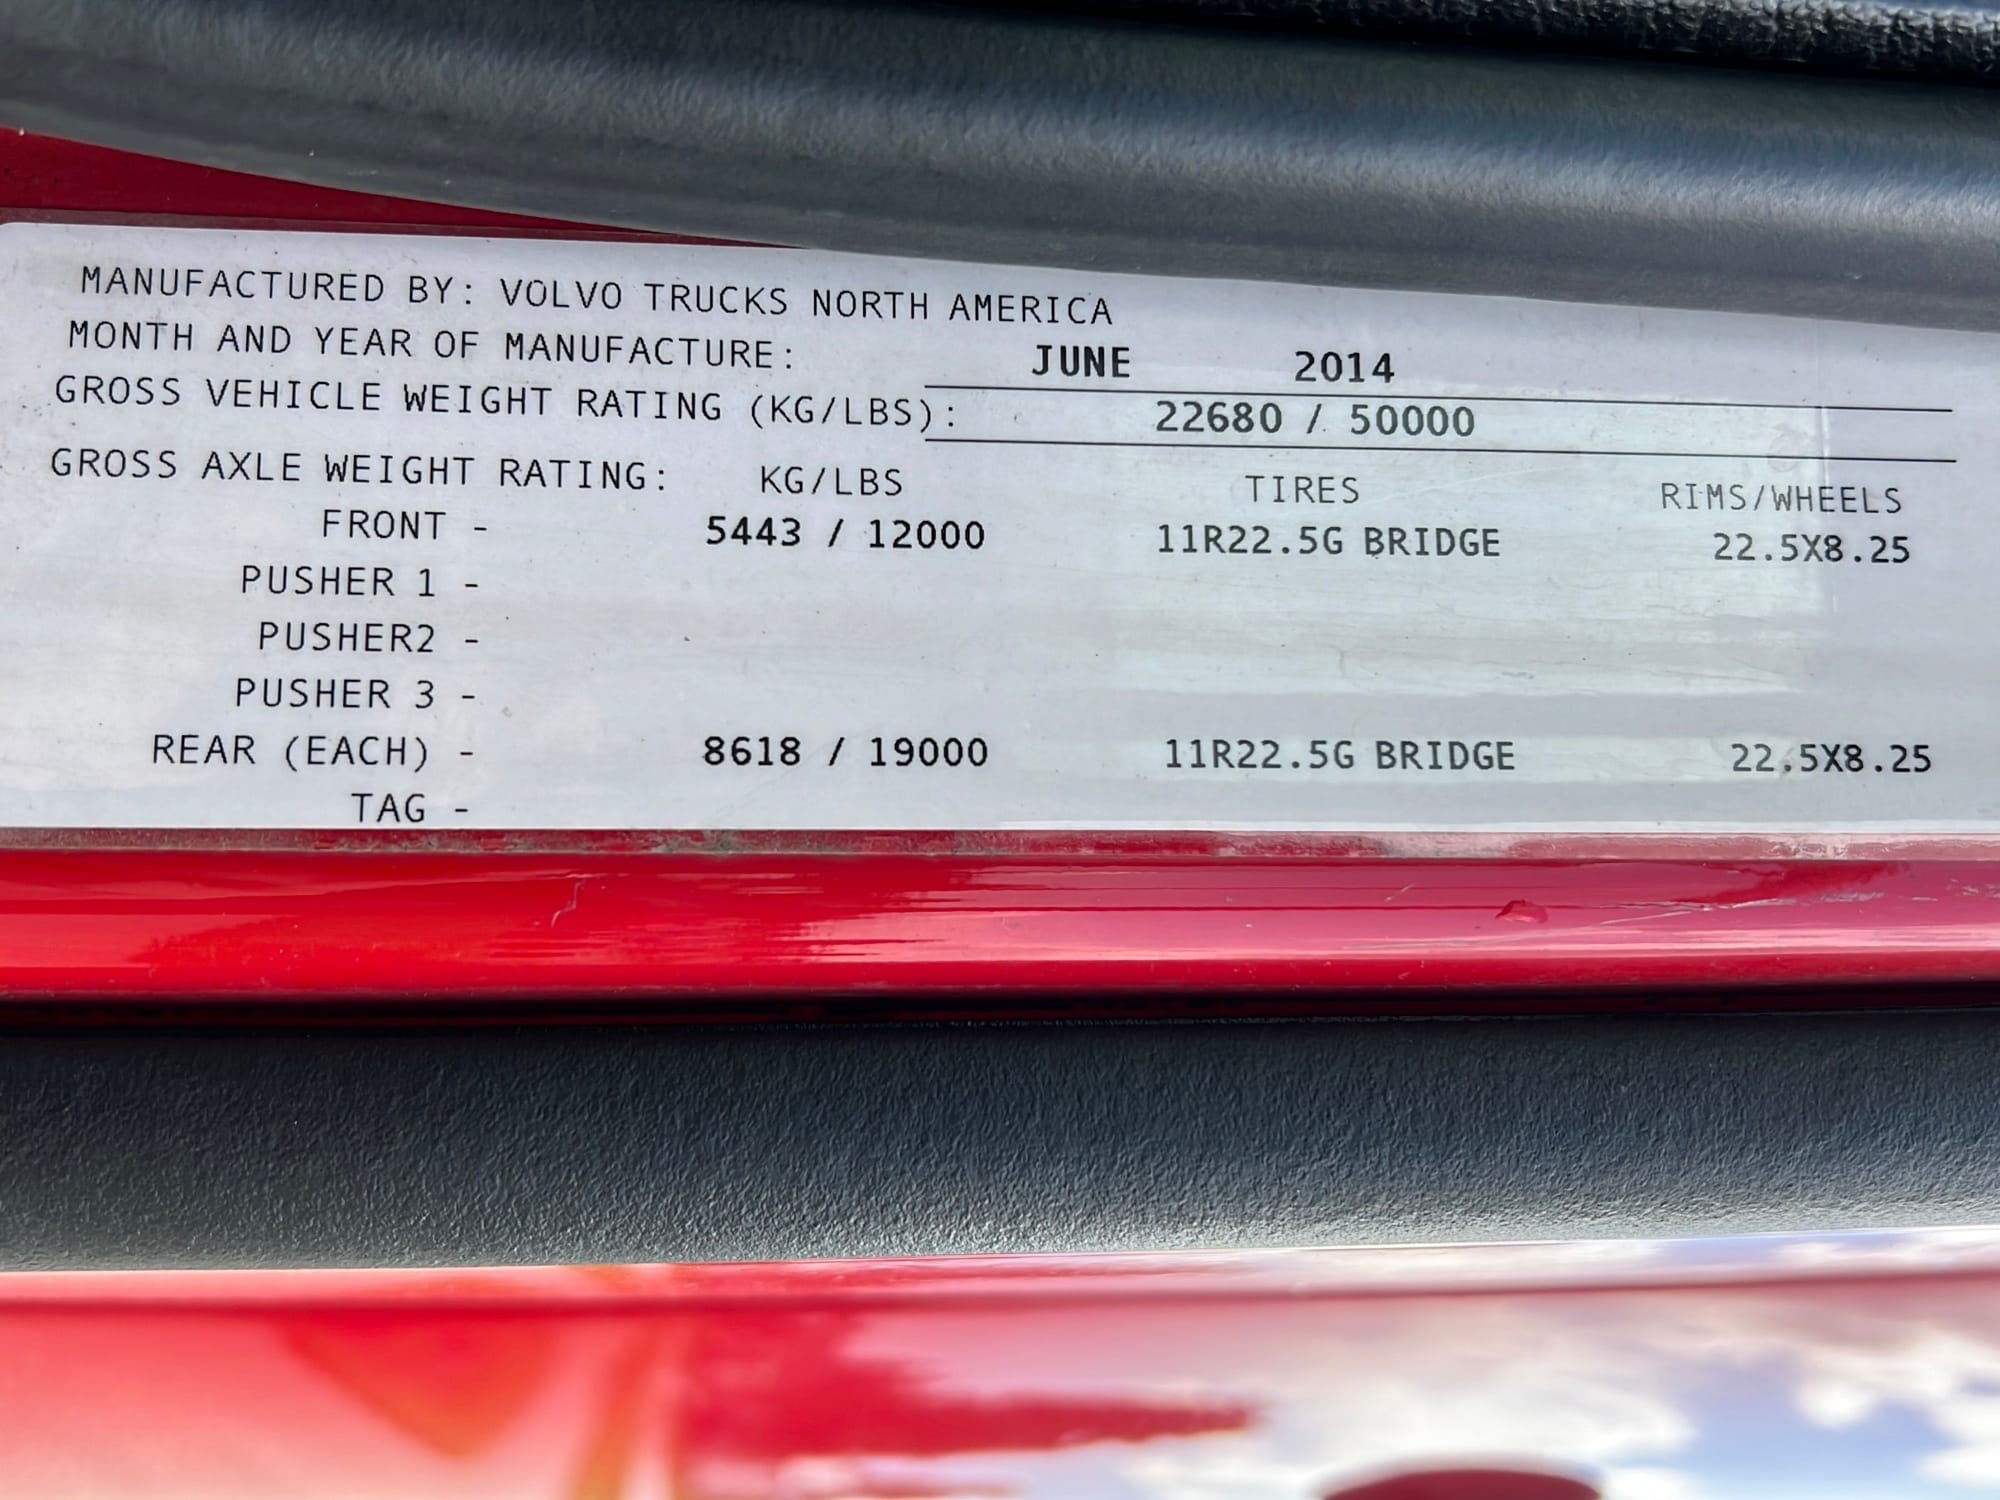 MANUFACTURED BY: VOLVO TRUCKS NORTH AMERICA
MONTH AND YEAR OF MANUFACTURE: JUNE 2014
GROSS VEHICLE WEIGHT RATING (KG/LBS): 22680 / 50000
GROSS AXLE WEIGHT RATING: KG/LBS TIRES RIMS/WHEELS
FRONT - 5443 / 12000 11R22.5G BRIDGE 22.5X8.25
PUSHER 1 -
PUSHER2 -
PUSHER 3 -
REAR (EACH) - 8618 / 19000 11R22.5G BRIDGE 22.5X8.25
TAG -